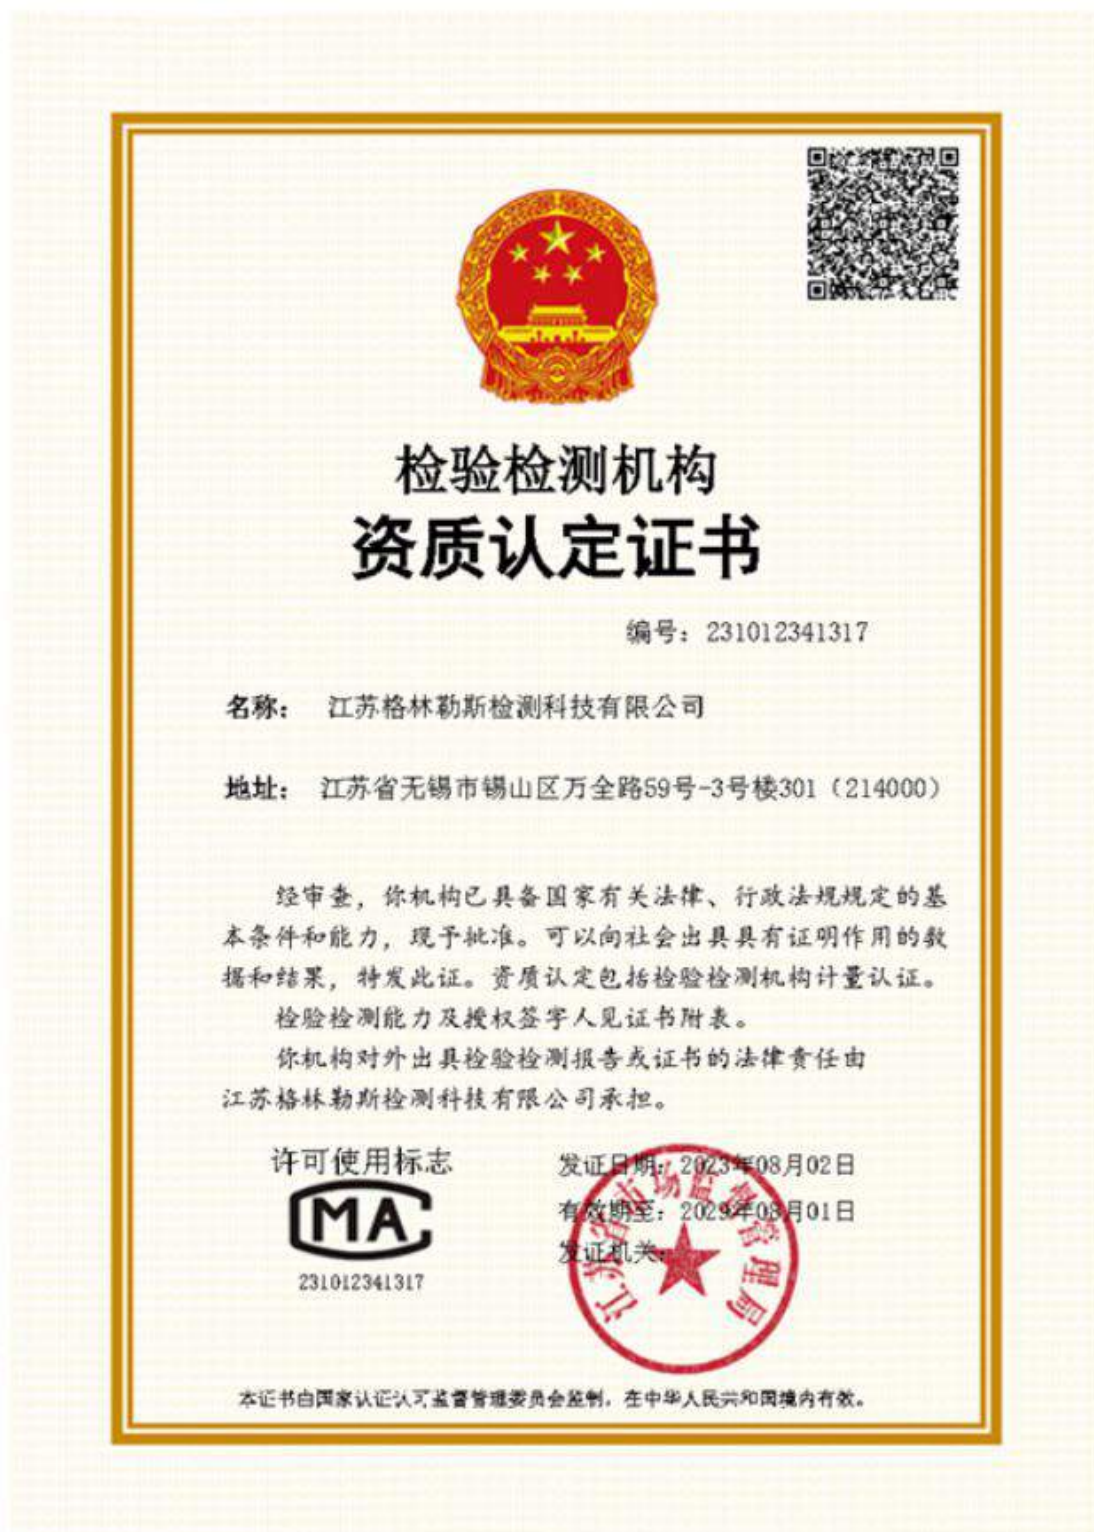 检验检测机构
资质认定证书
编号：231012341317
名称： 江苏格林勒斯检测科技有限公司
地址： 江苏省无锡市锡山区万全路59号-3号楼301（214000）
经审查，你机构已具备国家有关法律、行政法规规定的基
本条件和能力，现予批准。可以向社会出具具有证明作用的数
据和结果，特发此证。资质认定包括检验检测机构计量认证。
检验检测能力及授权签字人见证书附表。
你机构对外出具检验检测报告或证书的法律责任由
江苏格林勒斯检测科技有限公司承担。
许可使用标志
MA
231012341317
发证日期：2023年08月02日
有效期至：2029年08月01日
发证机关：
江苏省市场监督管理局
本证书由国家认证认可监督管理委员会监制，在中华人民共和国境内有效。